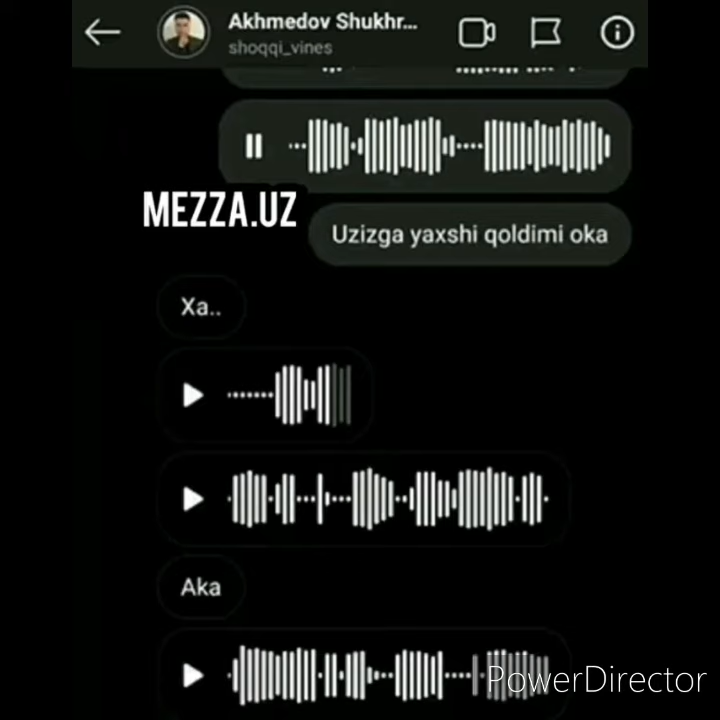 Akhmedov Shukhr...
shoqqi_vines
MEZZA.UZ
Uzizga yaxshi qoldimi oka
Xa..
Aka
PowerDirector